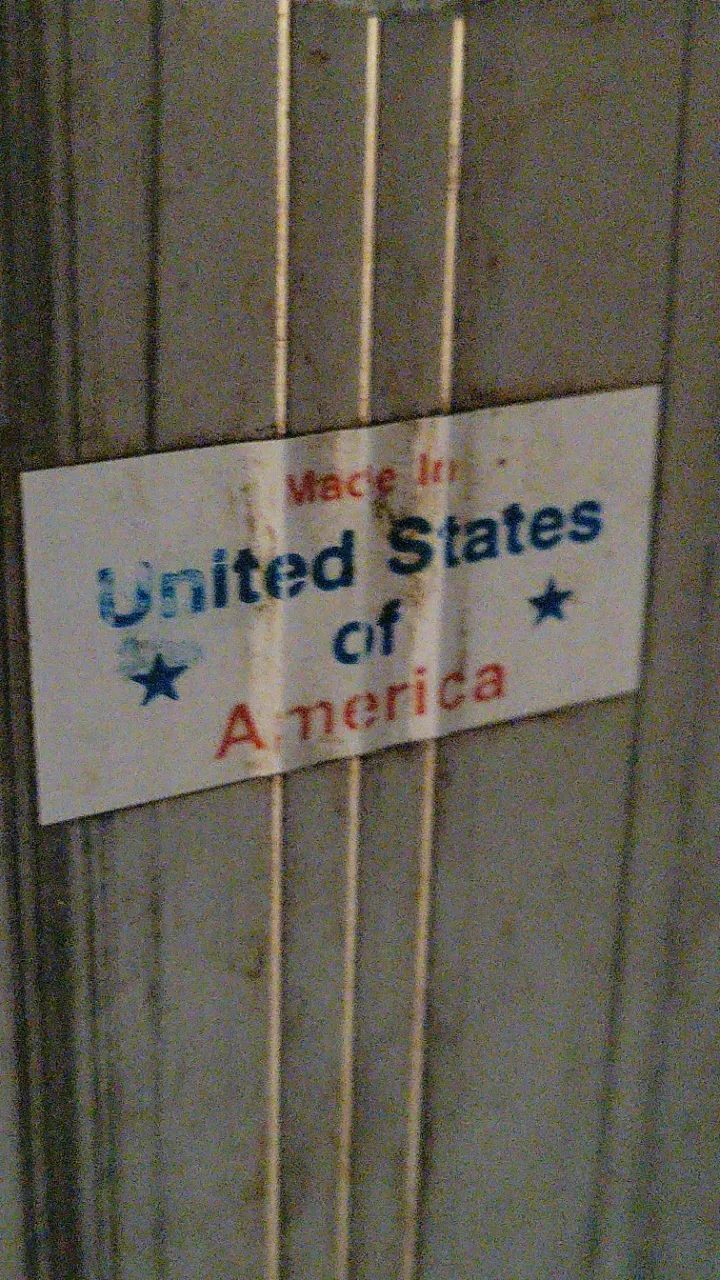 Made In
United States
of
America